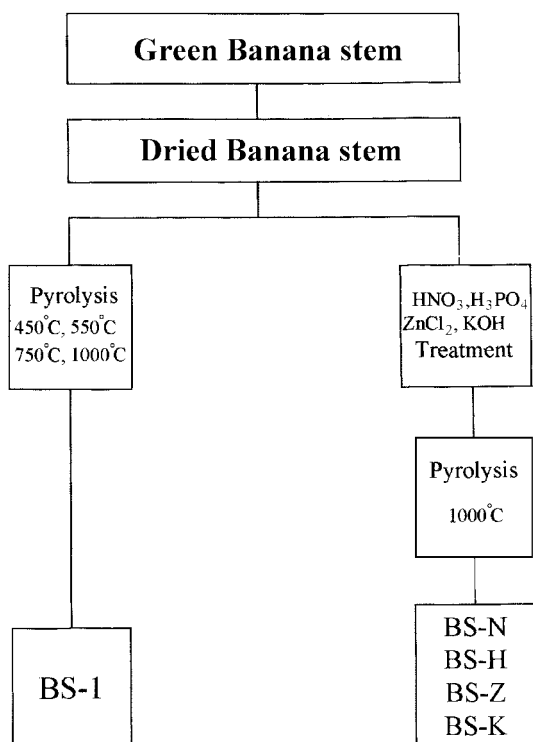 Green Banana stem
Dried Banana stem
Pyrolysis
450°C, 550°C
750°C, 1000°C
HNO₃,H₃PO₄
ZnCl₂, KOH
Treatment
Pyrolysis
1000°C
BS-1
BS-N
BS-H
BS-Z
BS-K